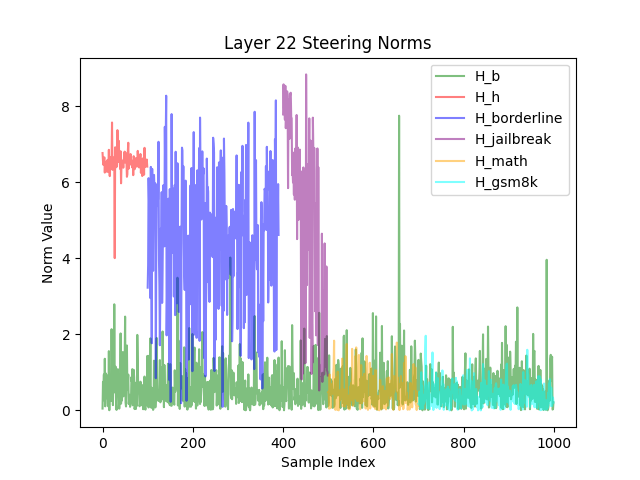 Layer 22 Steering Norms
H_b
H_h
H_borderline
H_jailbreak
H_math
H_gsm8k
Norm Value
8
6
4
2
0
0 200 400 600 800 1000
Sample Index